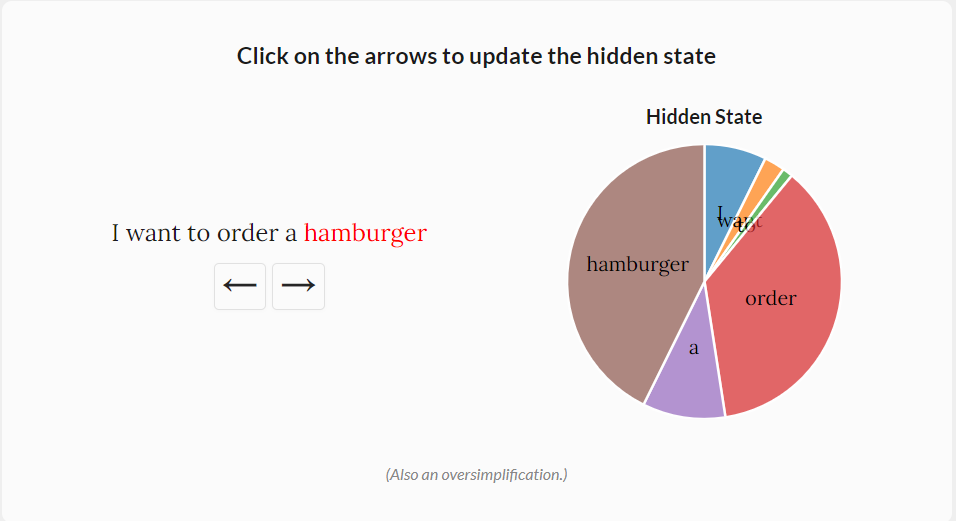 Click on the arrows to update the hidden state
Hidden State
I want to order a hamburger
I
want
to
hamburger
order
a
(Also an oversimplification.)